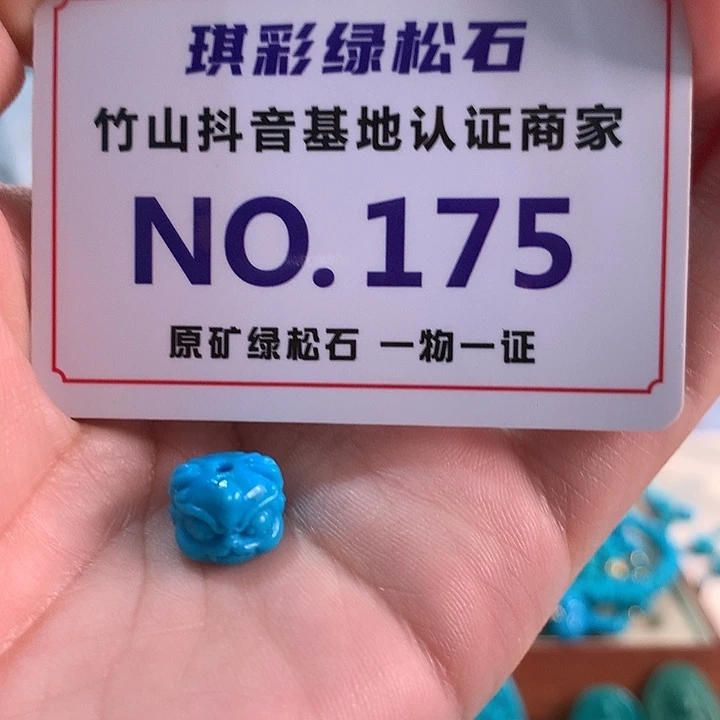 琪彩绿松石
竹山抖音基地认证商家
NO.175
原矿绿松石 一物一证